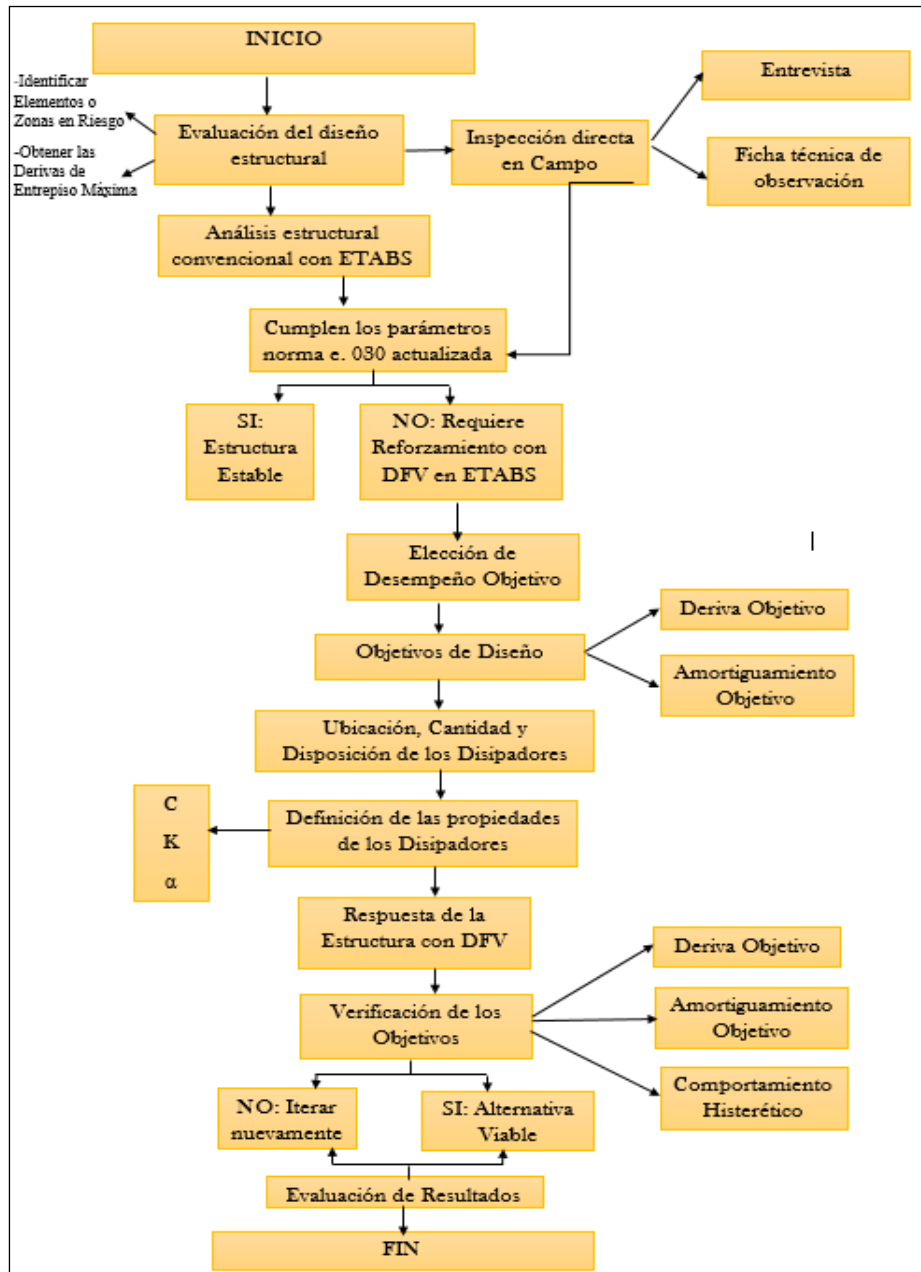 INICIO
-Identificar
Elementos o
Zonas en Riesgo
-Obtener las
Derivas de
Entrepiso Máxima
Evaluación del diseño
estructural
Inspección directa
en Campo
Entrevista
Ficha técnica de
observación
Análisis estructural
convencional con ETABS
Cumplen los parámetros
norma e. 030 actualizada
SI:
Estructura
Estable
NO: Requiere
Reforzamiento con
DFV en ETABS
Elección de
Desempeño Objetivo
Objetivos de Diseño
Deriva Objetivo
Amortiguamiento
Objetivo
Ubicación, Cantidad y
Disposición de los Disipadores
C
K
α
Definición de las propiedades
de los Disipadores
Respuesta de la
Estructura con DFV
Verificación de los
Objetivos
Deriva Objetivo
Amortiguamiento
Objetivo
Comportamiento
Histerético
NO: Iterar
nuevamente
SI: Alternativa
Viable
Evaluación de Resultados
FIN